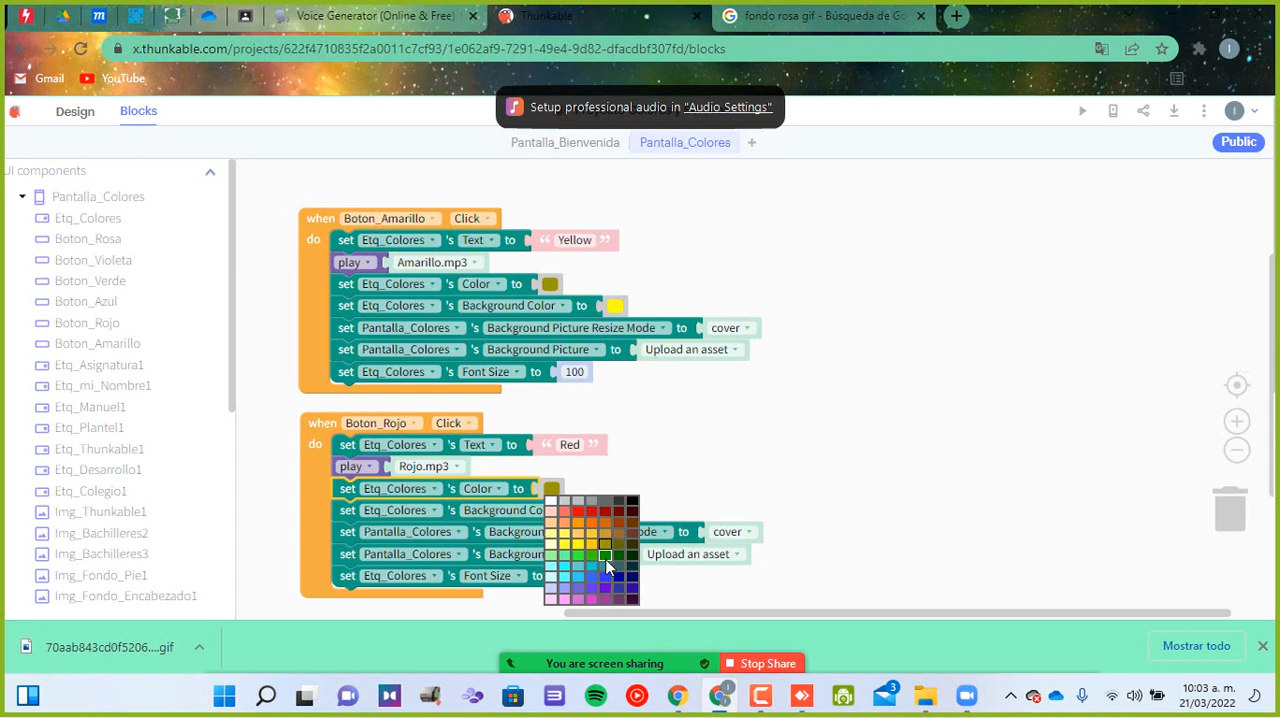 Voice Generator (Online & Free)
Thunkable
fondo rosa gif - Búsqueda de Go
x.thunkable.com/projects/622f4710835f2a0011c7cf93/1e062af9-7291-49e4-9d82-dfacdbf307fd/blocks
Gmail
YouTube
Setup professional audio in "Audio Settings"
Design
Blocks
Pantalla_Bienvenida
Pantalla_Colores
Public
UI components
Pantalla_Colores
Etq_Colores
Boton_Rosa
Boton_Violeta
Boton_Verde
Boton_Azul
Boton_Rojo
Boton_Amarillo
Etq_Asignatura1
Etq_mi_Nombre1
Etq_Manuel1
Etq_Plantel1
Etq_Thunkable1
Etq_Desarrollo1
Etq_Colegio1
Img_Thunkable1
Img_Bachilleres2
Img_Bachilleres3
Img_Fondo_Pie1
Img_Fondo_Encabezado1
when Boton_Amarillo Click
do set Etq_Colores 's Text to “ Yellow ”
play Amarillo.mp3
set Etq_Colores 's Color to
set Etq_Colores 's Background Color to
set Pantalla_Colores 's Background Picture Resize Mode to cover
set Pantalla_Colores 's Background Picture to Upload an asset
set Etq_Colores 's Font Size to 100
when Boton_Rojo Click
do set Etq_Colores 's Text to “ Red ”
play Rojo.mp3
set Etq_Colores 's Color to
set Etq_Colores 's Background Co
set Pantalla_Colores 's Backgroun ode to cover
set Pantalla_Colores 's Backgroun Upload an asset
set Etq_Colores 's Font Size to
70aab843cd0f5206....gif
Mostrar todo
You are screen sharing
Stop Share
3
10:03 a. m.
21/03/2022